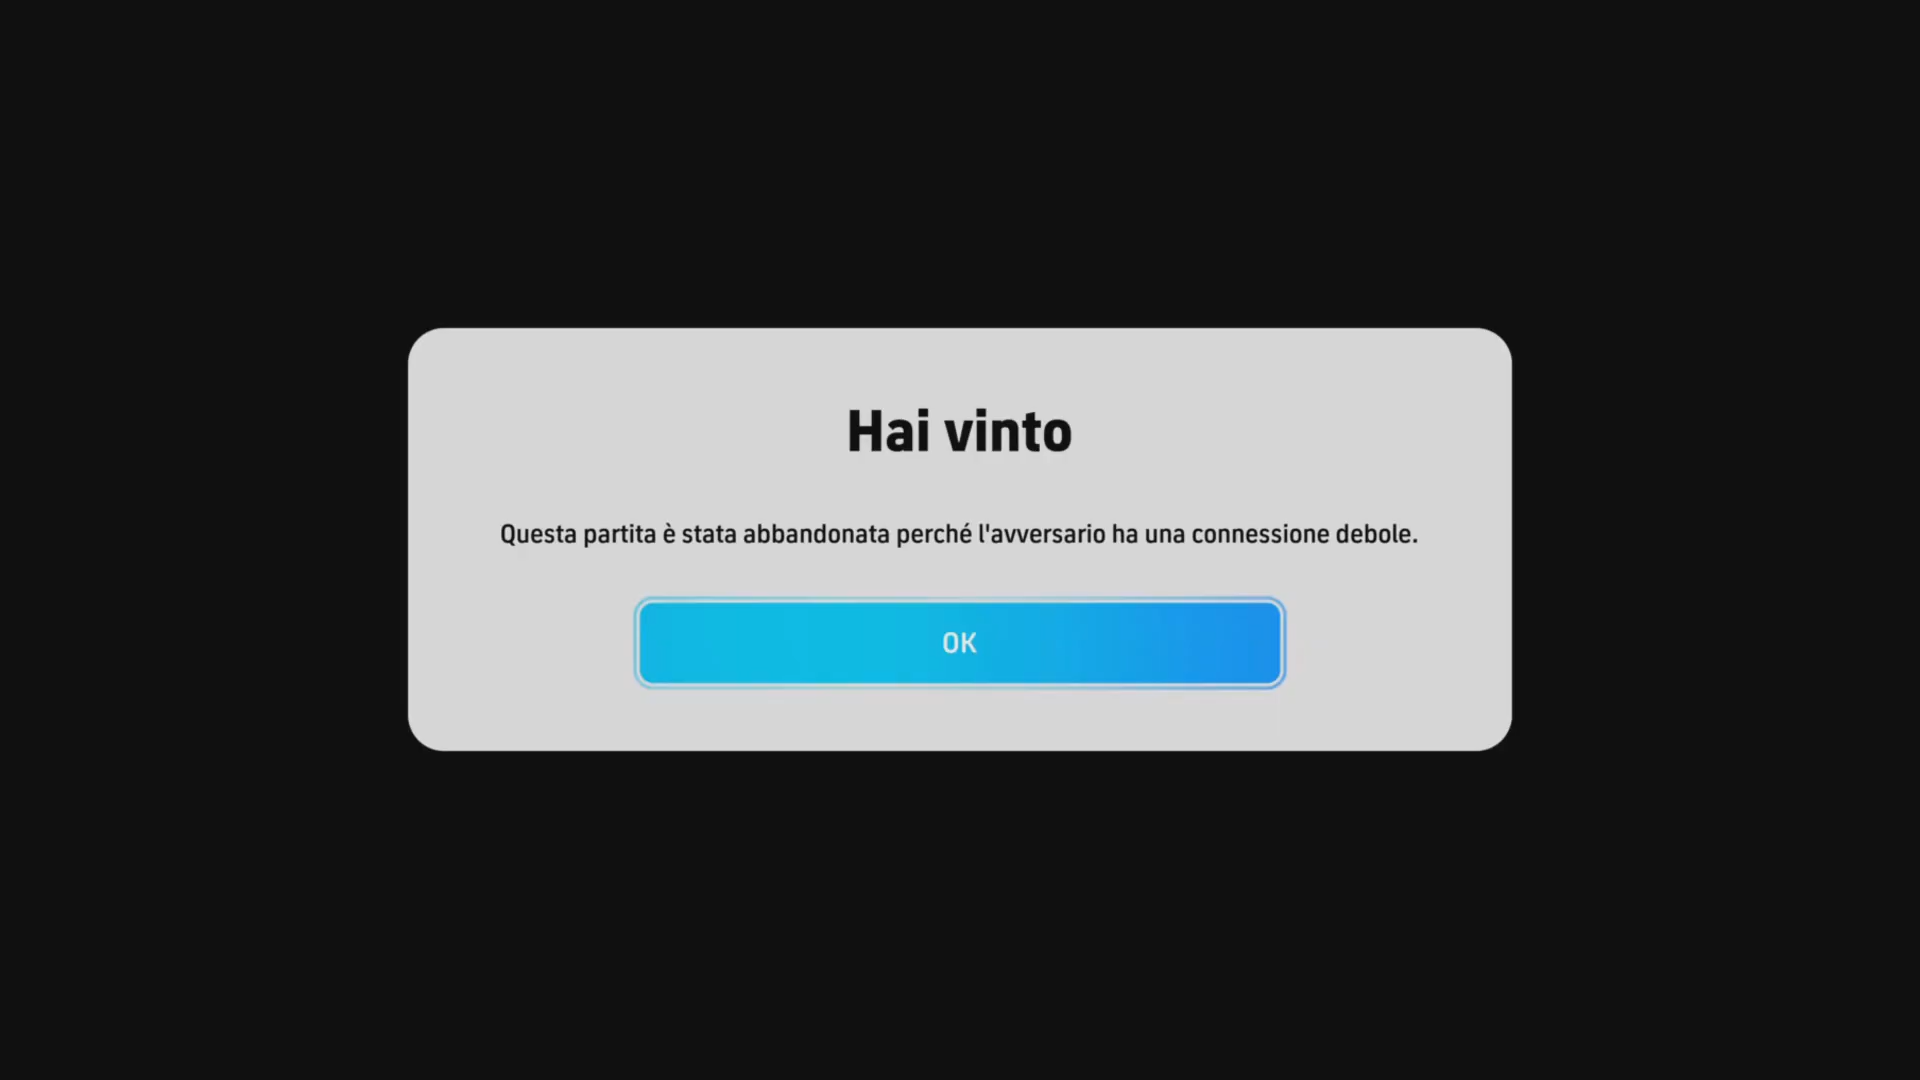 Hai vinto
Questa partita è stata abbandonata perché l'avversario ha una connessione debole.
OK